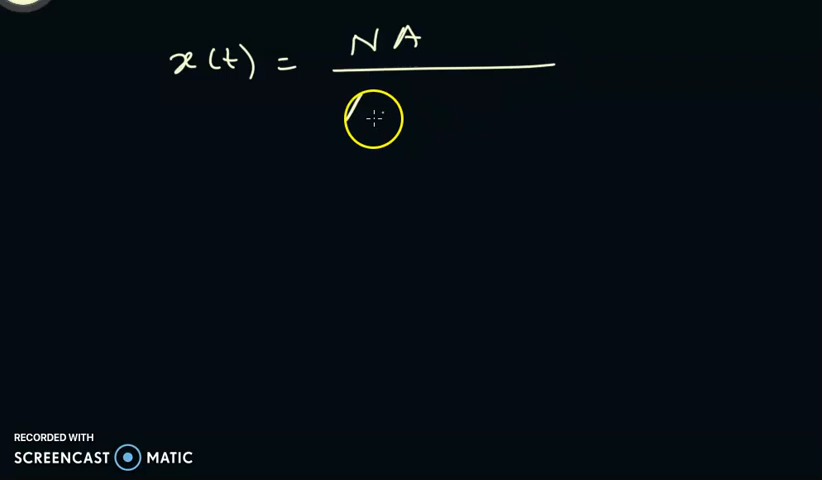 x(t) = NA
RECORDED WITH
SCREENCAST MATIC